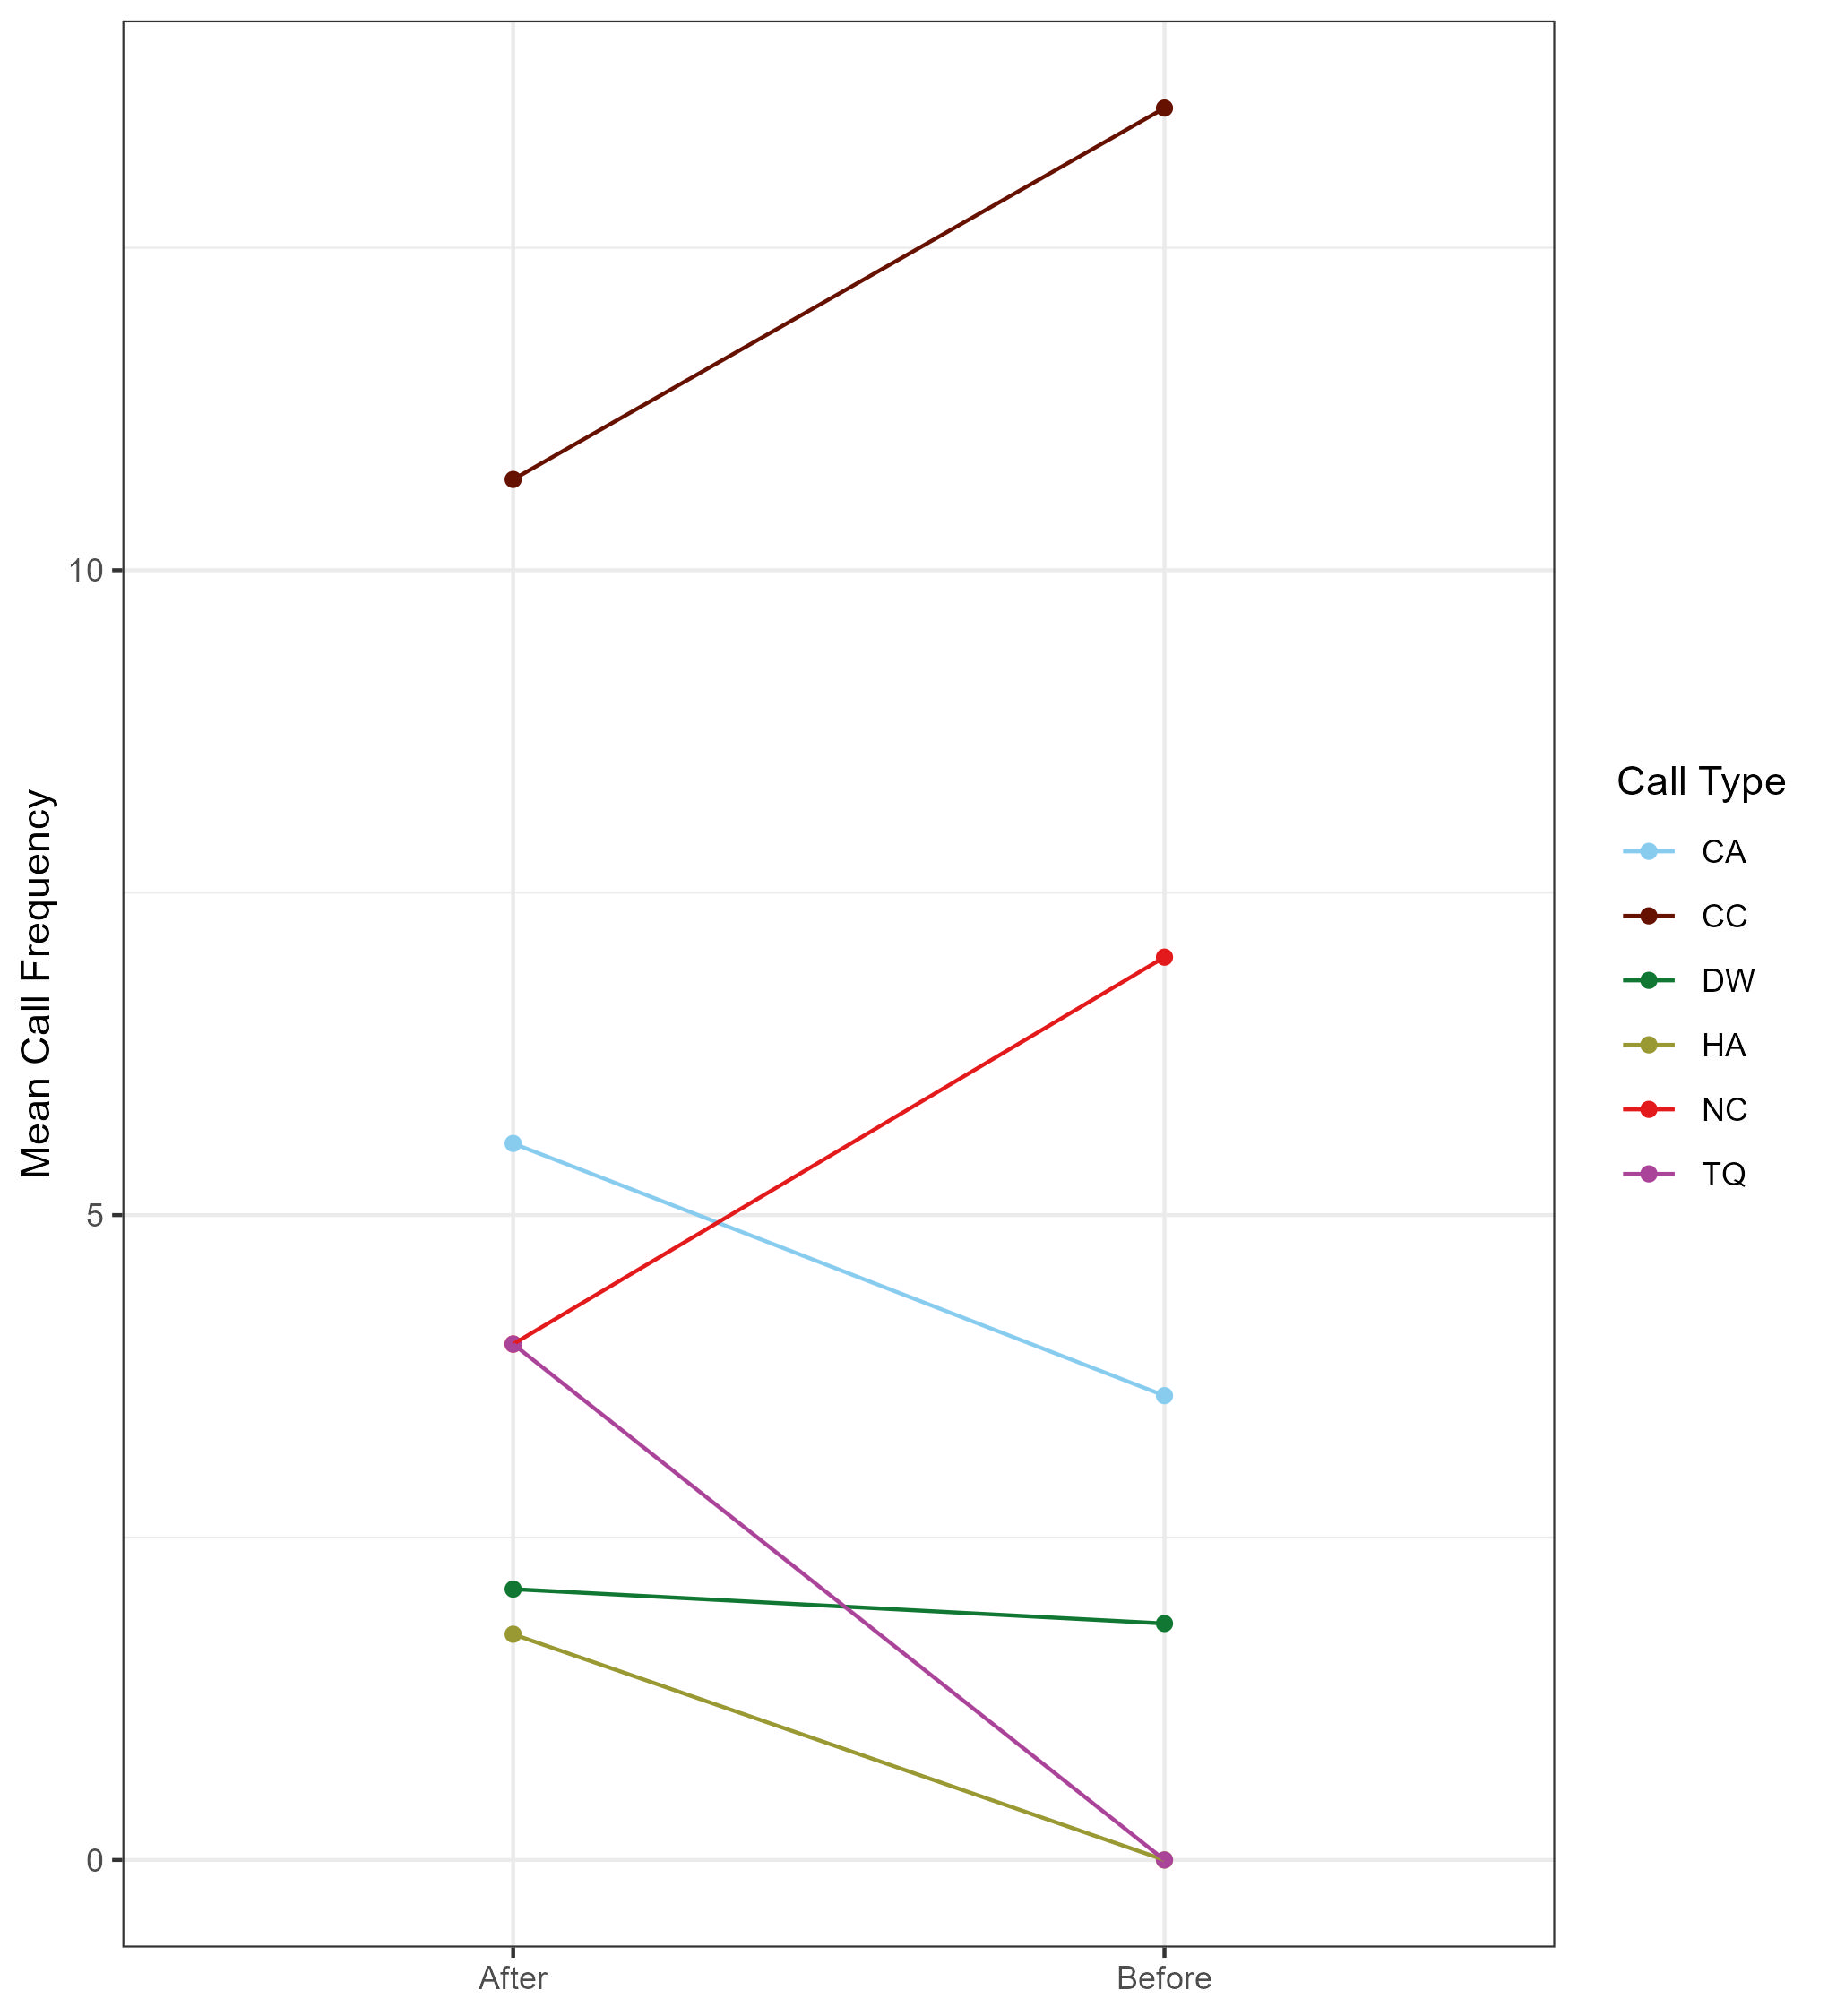 Mean Call Frequency
10
5
0
After
Before
Call Type
CA
CC
DW
HA
NC
TQ